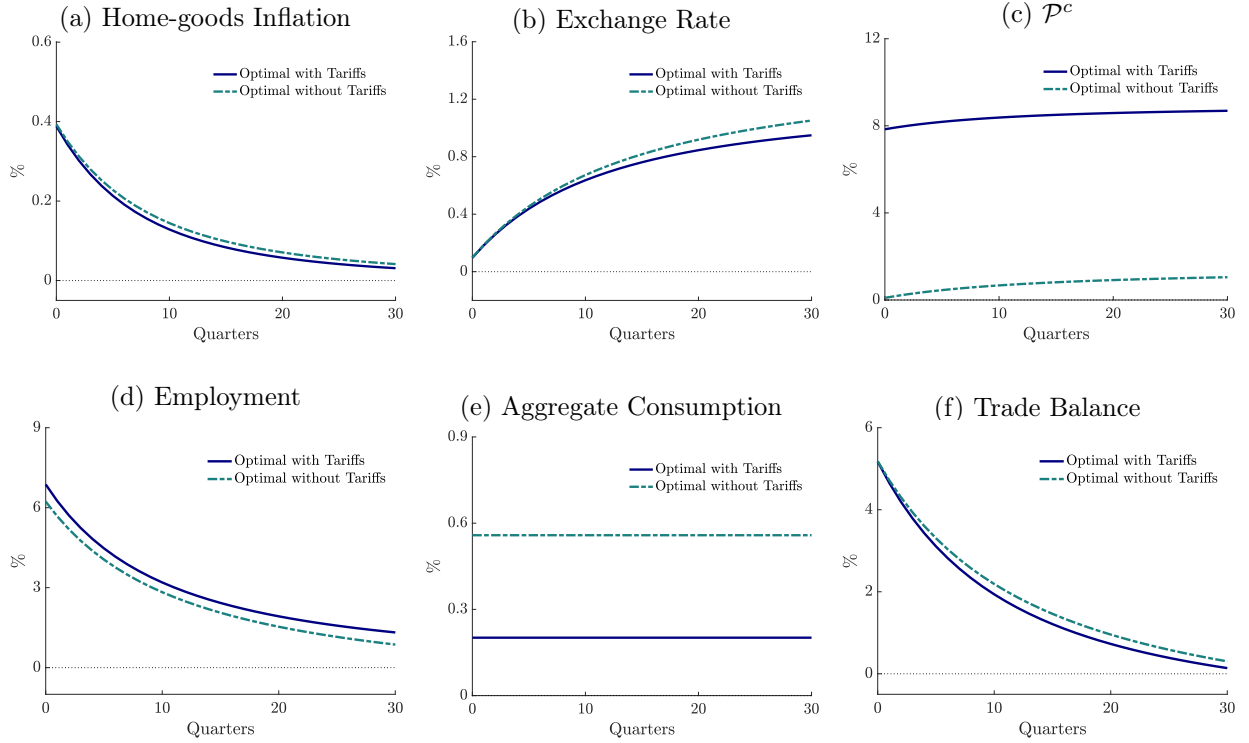 (a) Home-goods Inflation
0.6
0.4
0.2
0
%
Optimal with Tariffs
Optimal without Tariffs
0 10 20 30
Quarters
(b) Exchange Rate
1.6
1.2
0.8
0.4
0
%
Optimal with Tariffs
Optimal without Tariffs
0 10 20 30
Quarters
(c) 𝒫ᶜ
12
8
4
0
%
Optimal with Tariffs
Optimal without Tariffs
0 10 20 30
Quarters
(d) Employment
9
6
3
0
%
Optimal with Tariffs
Optimal without Tariffs
0 10 20 30
Quarters
(e) Aggregate Consumption
0.9
0.6
0.3
0
%
Optimal with Tariffs
Optimal without Tariffs
0 10 20 30
Quarters
(f) Trade Balance
6
4
2
0
%
Optimal with Tariffs
Optimal without Tariffs
0 10 20 30
Quarters